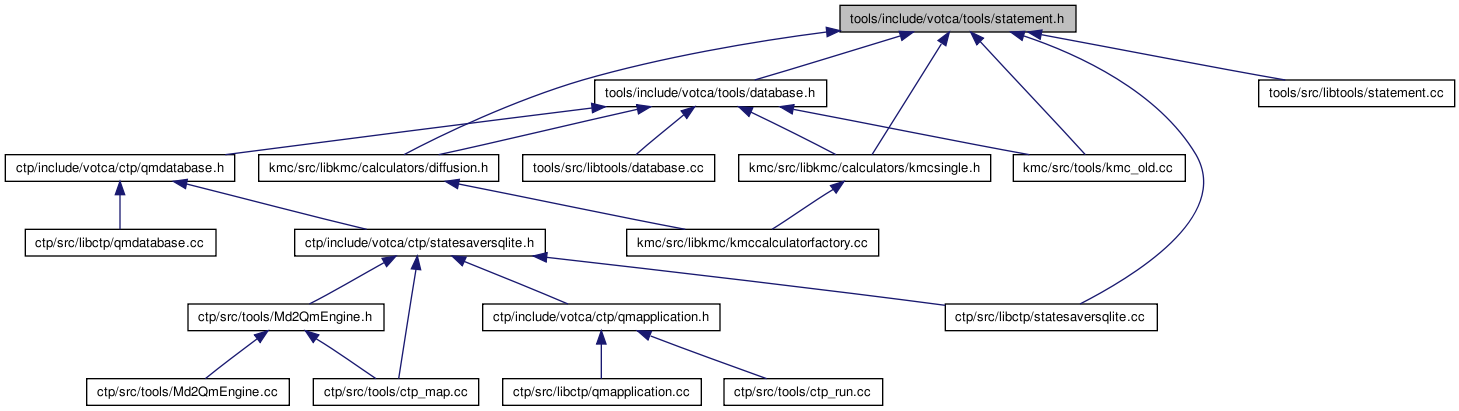 tools/include/votca/tools/statement.h
tools/include/votca/tools/database.h
tools/src/libtools/statement.cc
ctp/include/votca/ctp/qmdatabase.h
kmc/src/libkmc/calculators/diffusion.h
tools/src/libtools/database.cc
kmc/src/libkmc/calculators/kmcsingle.h
kmc/src/tools/kmc_old.cc
ctp/src/libctp/qmdatabase.cc
ctp/include/votca/ctp/statesaversqlite.h
kmc/src/libkmc/kmccalculatorfactory.cc
ctp/src/tools/Md2QmEngine.h
ctp/include/votca/ctp/qmapplication.h
ctp/src/libctp/statesaversqlite.cc
ctp/src/tools/Md2QmEngine.cc
ctp/src/tools/ctp_map.cc
ctp/src/libctp/qmapplication.cc
ctp/src/tools/ctp_run.cc